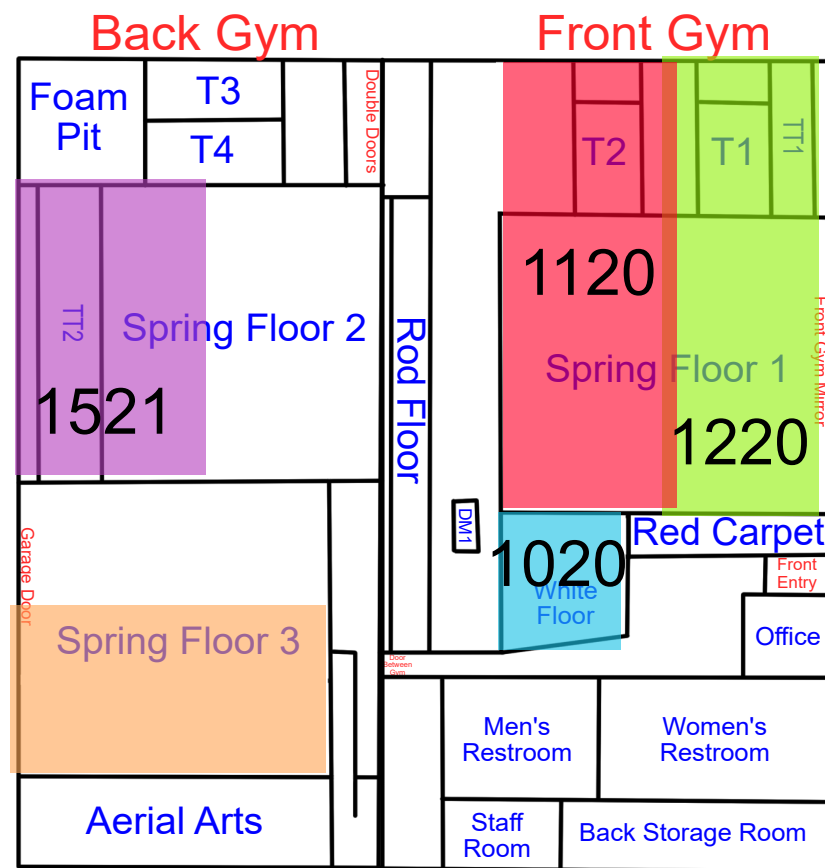 Back Gym
Front Gym
Foam
Pit
T3
T4
Double Doors
T2
T1
TT1
1120
TT2
Spring Floor 2
Rod Floor
Spring Floor 1
Front Gym Mirror
1521
1220
DM1
Red Carpet
1020
White
Floor
Front
Entry
Garage Door
Spring Floor 3
Office
Door
Between
Gym
Men's
Restroom
Women's
Restroom
Aerial Arts
Staff
Room
Back Storage Room